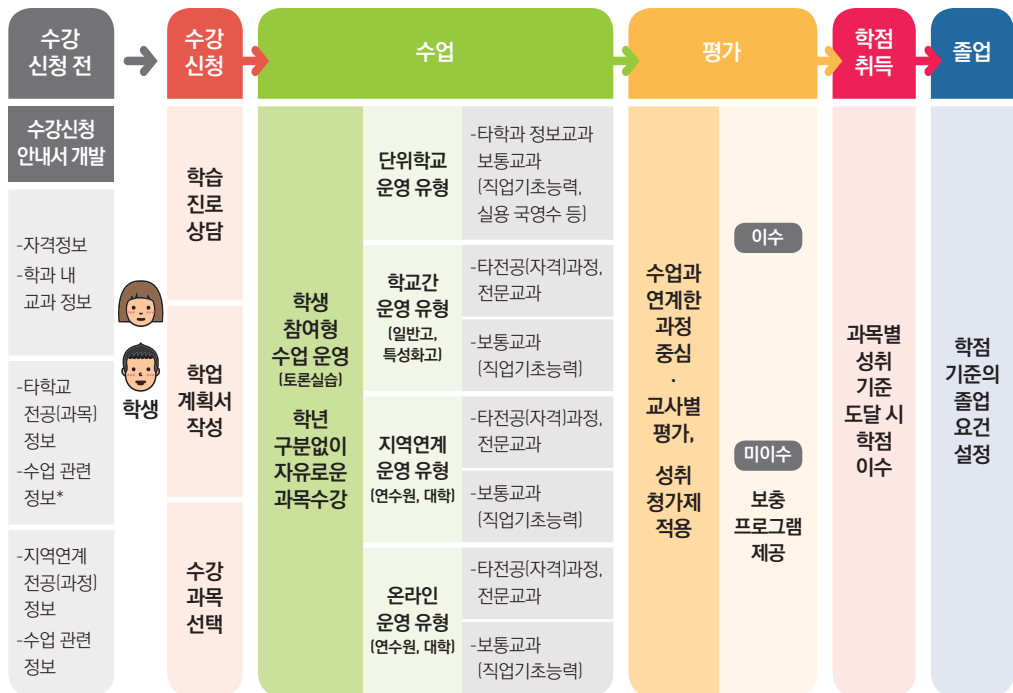 수강
신청 전
수강
신청
수업
평가
학점
취득
졸업
수강신청
안내서 개발
-자격정보
-학과 내
교과 정보
-타학교
전공(과목)
정보
-수업 관련
정보*
-지역연계
전공(과정)
정보
-수업 관련
정보
학생
학습
진로
상담
학업
계획서
작성
수강
과목
선택
학생
참여형
수업 운영
(토론실습)
학년
구분없이
자유로운
과목수강
단위학교
운영 유형
-타학과 정보교과
보통교과
(직업기초능력,
실용 국영수 등)
학교간
운영 유형
(일반고,
특성화고)
-타전공(자격)과정,
전문교과
-보통교과
(직업기초능력)
지역연계
운영 유형
(연수원, 대학)
-타전공(자격)과정,
전문교과
-보통교과
(직업기초능력)
온라인
운영 유형
(연수원, 대학)
-타전공(자격)과정,
전문교과
-보통교과
(직업기초능력)
수업과
연계한
과정
중심
·
교사별
평가,
성취
청가제
적용
이수
미이수
보충
프로그램
제공
과목별
성취
기준
도달 시
학점
이수
학점
기준의
졸업
요건
설정